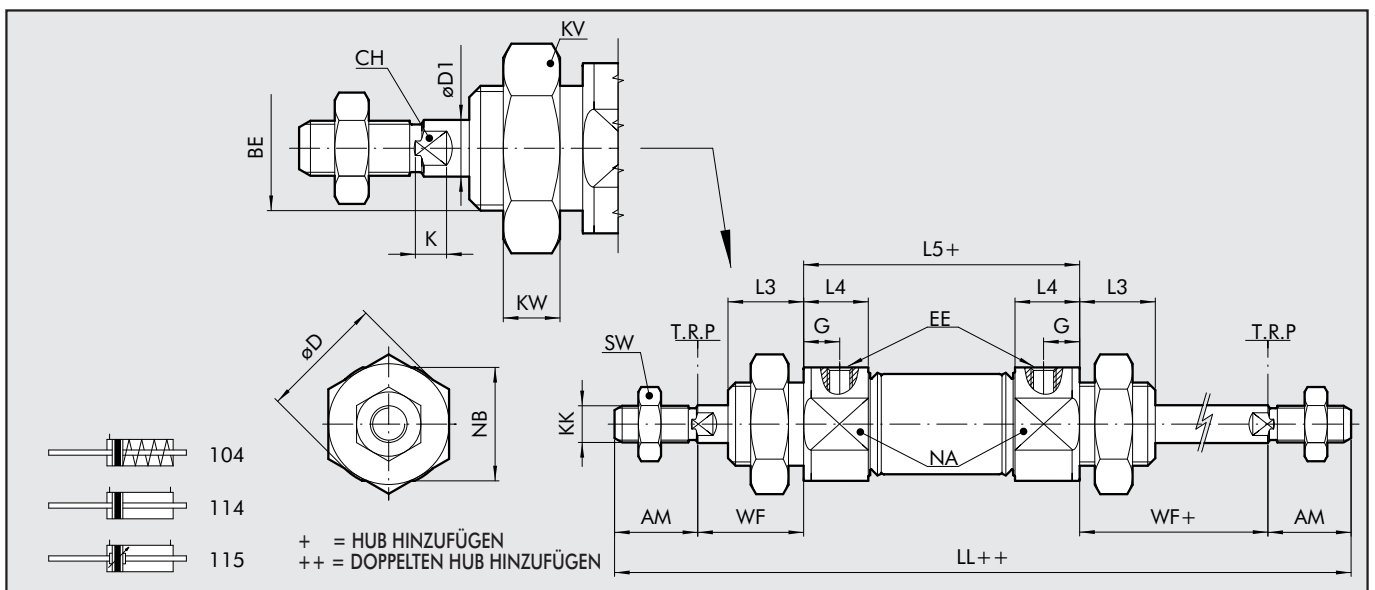 KV
CH
øD1
BE
K
KW
L5+
L3
L4
L4
L3
T.R.P
G
EE
G
T.R.P
SW
øD
NB
KK
NA
AM
WF
WF+
AM
LL++
104
114
115
+ = HUB HINZUFÜGEN
++ = DOPPELTEN HUB HINZUFÜGEN